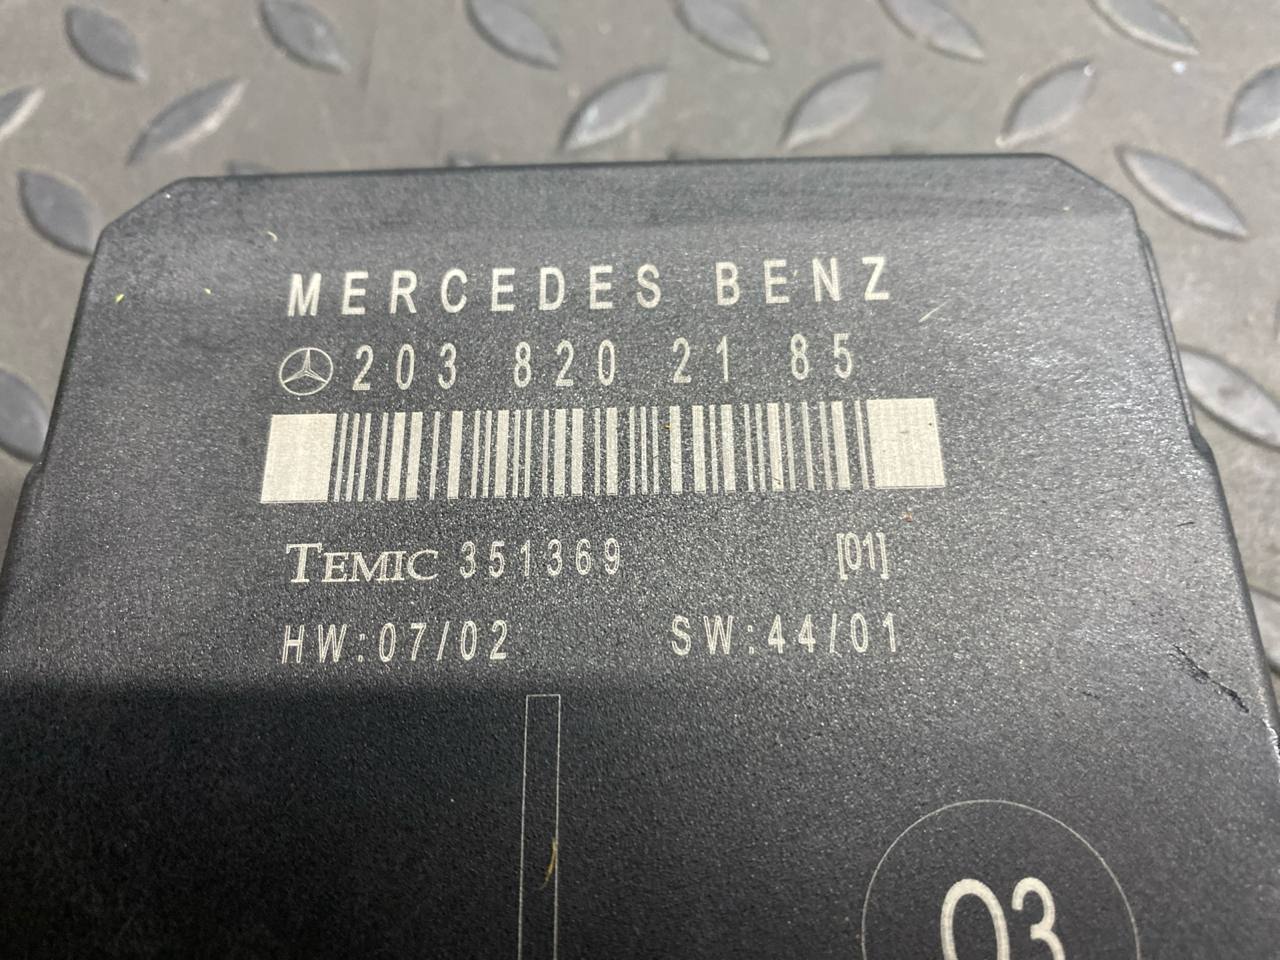 MERCEDES BENZ
203 820 21 85
TEMIC 351369 [01]
HW:07/02 SW:44/01
03